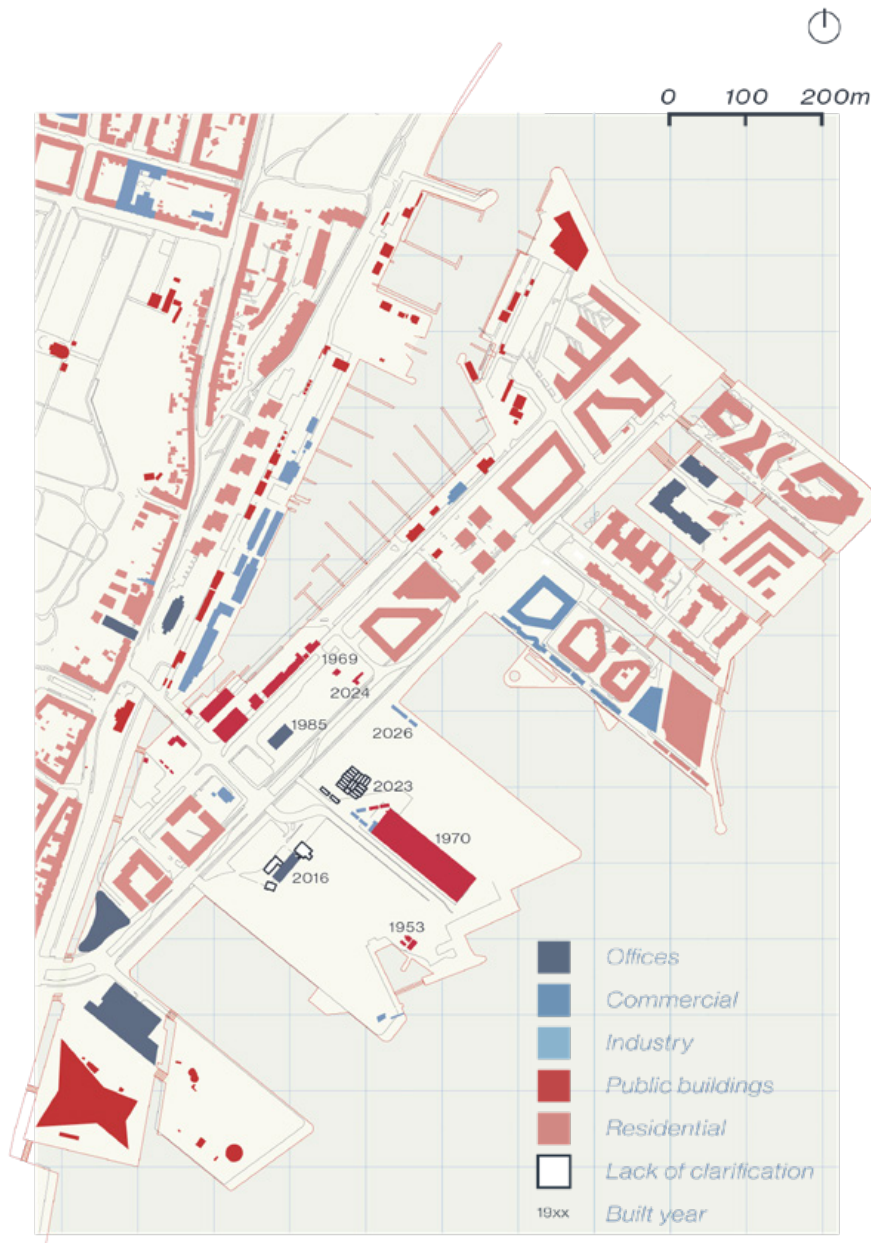 0 100 200m
1969
2024
1985
2026
2023
1970
2016
1953
Offices
Commercial
Industry
Public buildings
Residential
Lack of clarification
19xx Built year